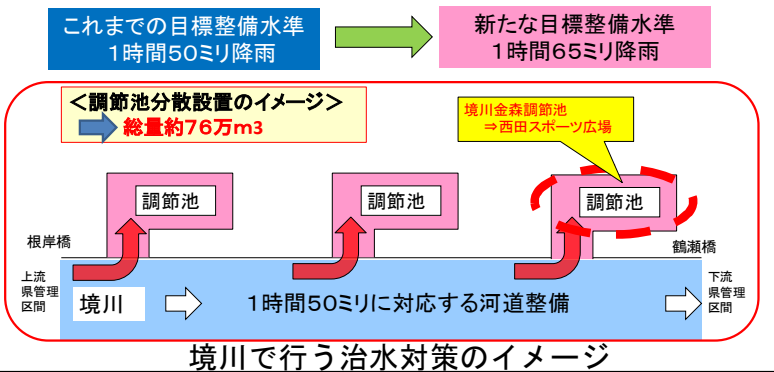 これまでの目標整備水準
1時間50ミリ降雨
新たな目標整備水準
1時間65ミリ降雨
＜調節池分散設置のイメージ＞
総量約76万m3
境川金森調節池
⇒西田スポーツ広場
調節池
調節池
調節池
根岸橋
鶴瀬橋
上流
県管理
区間
境川
1時間50ミリに対応する河道整備
下流
県管理
区間
境川で行う治水対策のイメージ